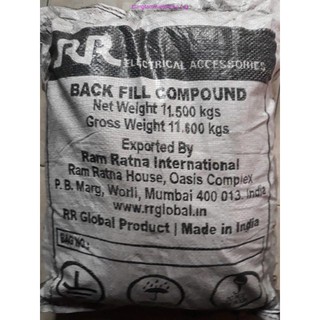 RR
ELECTRICAL ACCESSORIES
BACK FILL COMPOUND
Net Weight 11.500 kgs
Gross Weight 11.600 kgs
Exported By
Ram Ratna International
Ram Ratna House, Oasis Complex
P. B. Marg, Worli, Mumbai 400 013. India
www.rrglobal.in
RR Global Product | Made in India
BAG NO.: